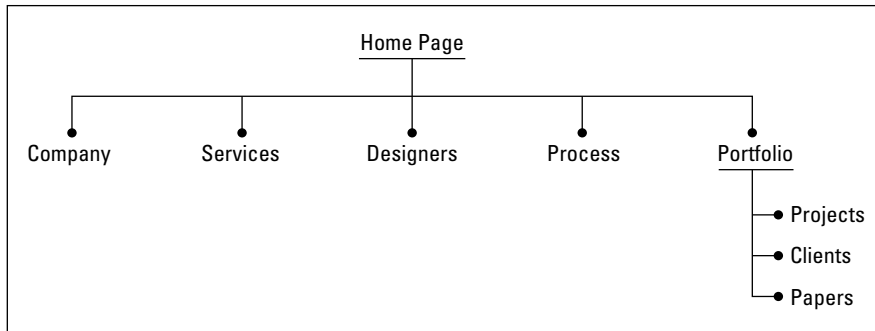 Home Page
Company Services Designers Process Portfolio
Projects
Clients
Papers